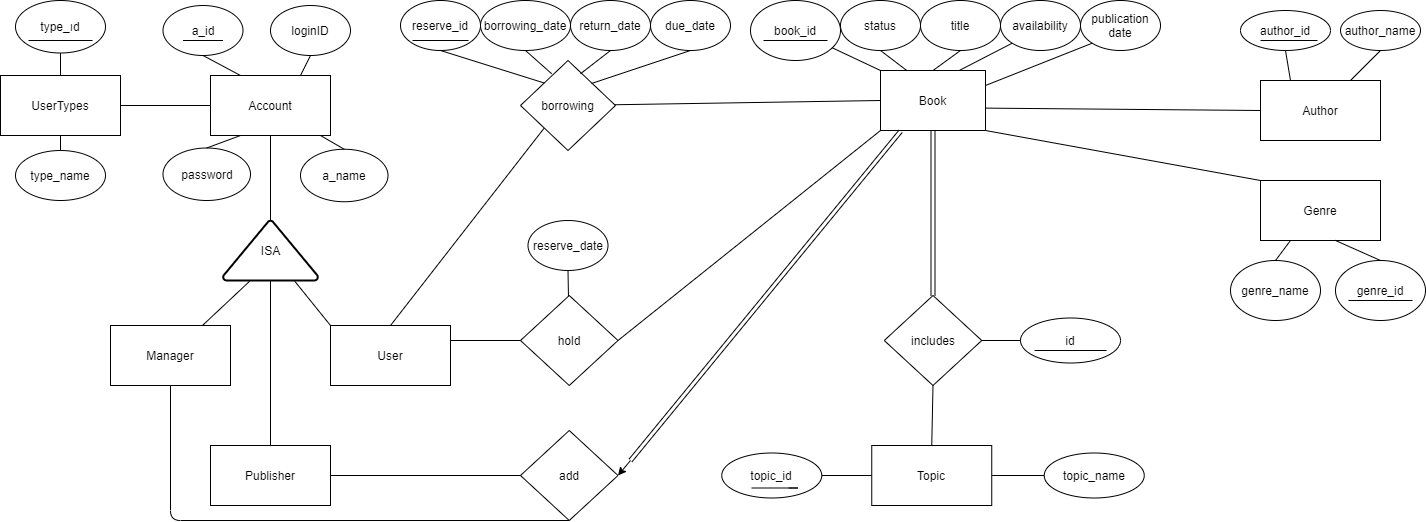 type_id
a_id
loginID
reserve_id
borrowing_date
return_date
due_date
book_id
status
title
availability
publication
date
author_id
author_name
UserTypes
Account
borrowing
Book
Author
type_name
password
a_name
Genre
ISA
reserve_date
genre_name
genre_id
Manager
User
hold
includes
id
Publisher
add
topic_id
Topic
topic_name